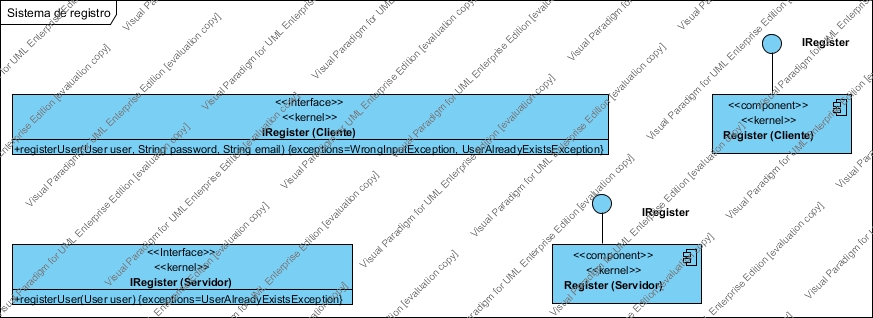 Sistema de registro
IRegister
<<interface>>
<<kernel>>
IRegister (Cliente)
+registerUser(User user, String password, String email) {exceptions=WrongInputException, UserAlreadyExistsException}
<<component>>
<<kernel>>
Register (Cliente)
IRegister
<<Interface>>
<<kernel>>
IRegister (Servidor)
+registerUser(User user) {exceptions=UserAlreadyExistsException}
<<component>>
<<kernel>>
Register (Servidor)
Visual Paradigm for UML Enterprise Edition [evaluation copy]